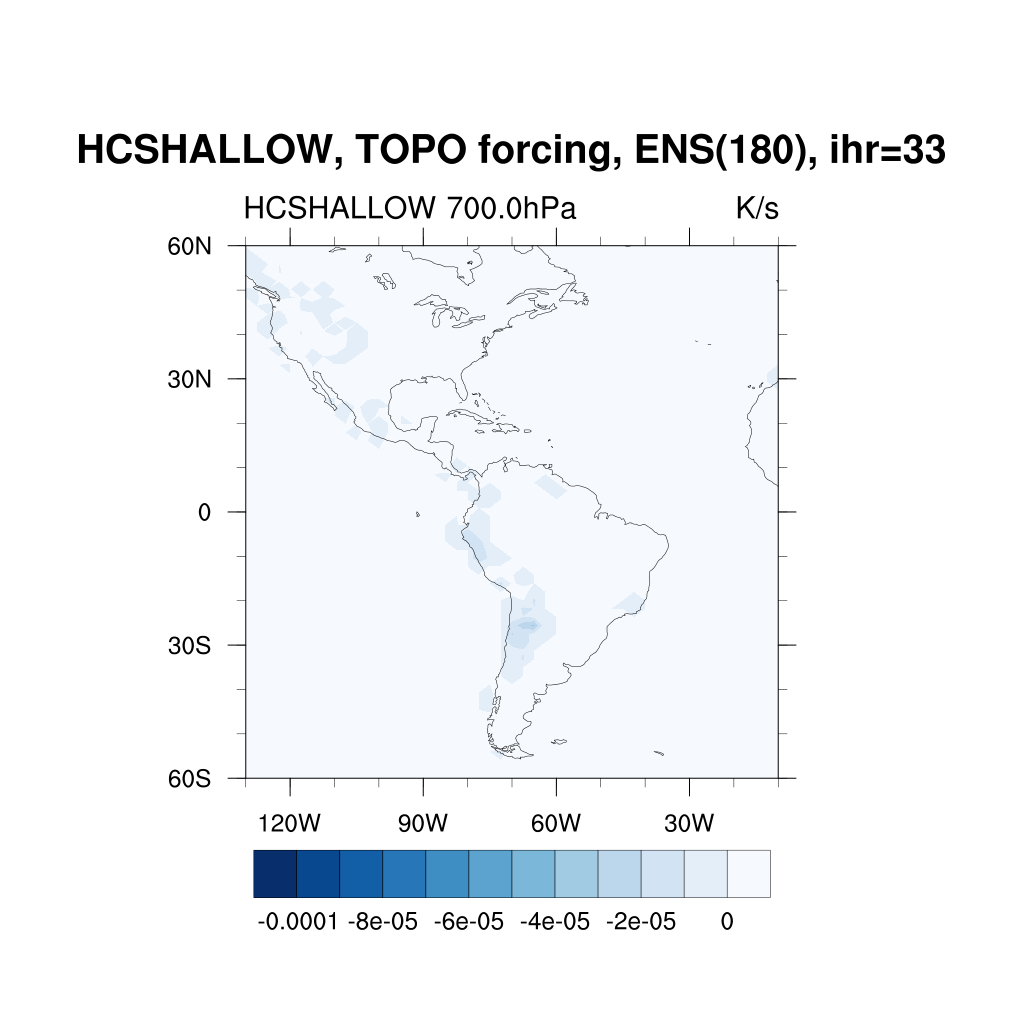 HCSHALLOW, TOPO forcing, ENS(180), ihr=33
HCSHALLOW 700.0hPa K/s
60N
30N
0
30S
60S
120W 90W 60W 30W
-0.0001 -8e-05 -6e-05 -4e-05 -2e-05 0